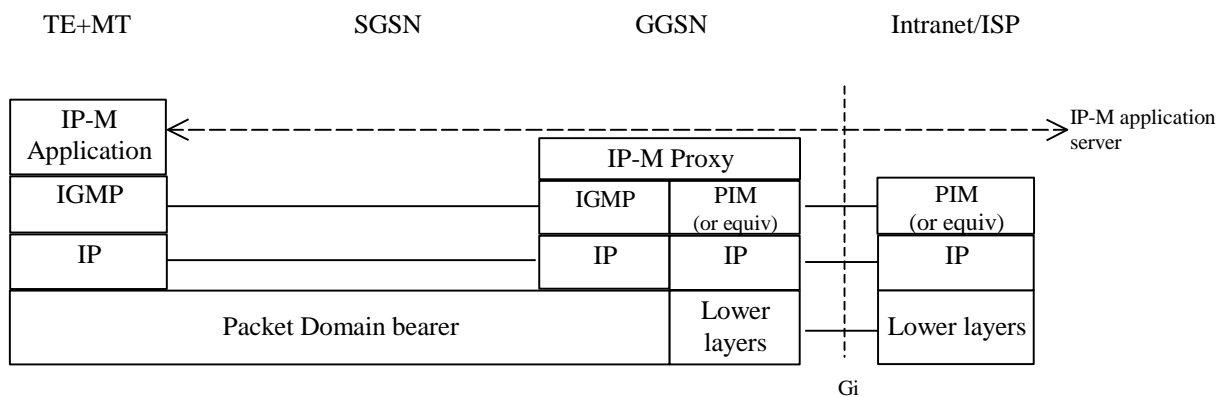 TE+MT SGSN GGSN Intranet/ISP
IP-M
Application
IP-M application
server
IP-M Proxy
IGMP IGMP PIM
(or equiv)
PIM
(or equiv)
IP IP IP IP
Packet Domain bearer
Lower
layers
Lower layers
Gi